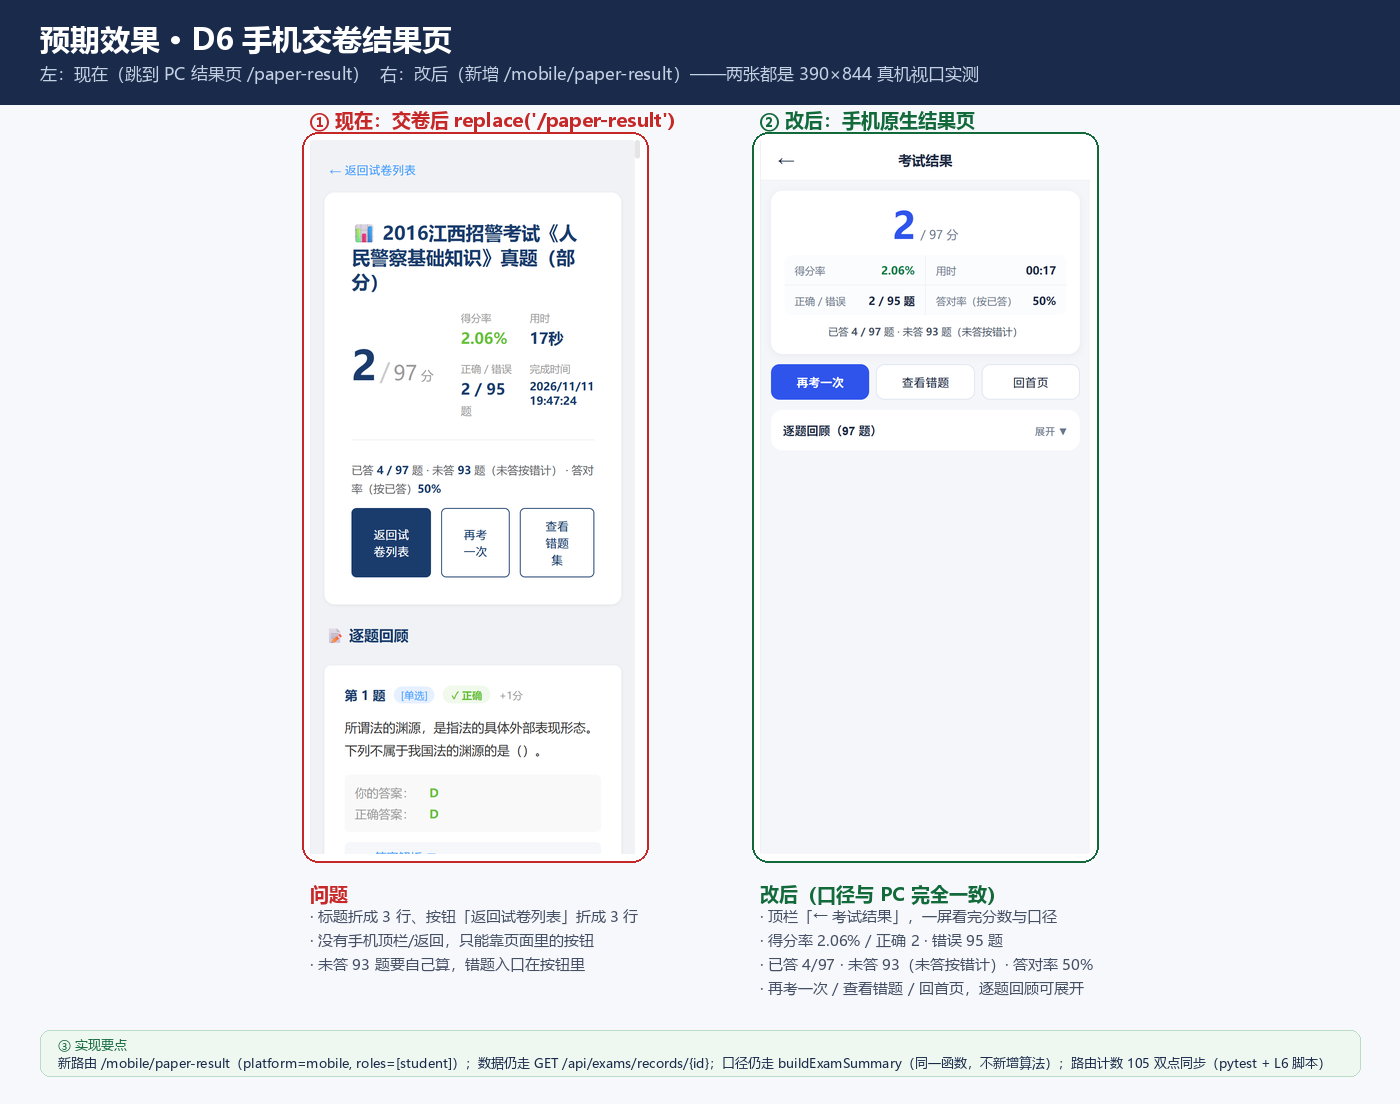 预期效果 • D6 手机交卷结果页
左：现在（跳到 PC 结果页 /paper-result） 右：改后（新增 /mobile/paper-result）——两张都是 390×844 真机视口实测
① 现在：交卷后 replace('/paper-result')
← 返回试卷列表
2016江西招警考试《人
民警察基础知识》真题（部
分）
得分率 用时
2.06% 17秒
2 / 97 分
正确 / 错误 完成时间
2 / 95 题
2026/11/11
19:47:24
已答 4 / 97 题 · 未答 93 题（未答按错计） · 答对
率（按已答）50%
返回试
卷列表
再考
一次
查看
错题
集
逐题回顾
第 1 题 [单选] ✓ 正确 +1分
所谓法的渊源，是指法的具体外部表现形态。
下列不属于我国法的渊源的是（）。
你的答案： D
正确答案： D
② 改后：手机原生结果页
← 考试结果
2 / 97 分
得分率 2.06% 用时 00:17
正确 / 错误 2 / 95 题 答对率（按已答） 50%
已答 4 / 97 题 · 未答 93 题（未答按错计）
再考一次 查看错题 回首页
逐题回顾（97 题） 展开 ▼
问题
· 标题折成 3 行、按钮「返回试卷列表」折成 3 行
· 没有手机顶栏/返回，只能靠页面里的按钮
· 未答 93 题要自己算，错题入口在按钮里
改后（口径与 PC 完全一致）
· 顶栏「← 考试结果」，一屏看完分数与口径
· 得分率 2.06% / 正确 2 · 错误 95 题
· 已答 4/97 · 未答 93（未答按错计）· 答对率 50%
· 再考一次 / 查看错题 / 回首页，逐题回顾可展开
③ 实现要点
新路由 /mobile/paper-result（platform=mobile, roles=[student]）；数据仍走 GET /api/exams/records/{id}；口径仍走 buildExamSummary（同一函数，不新增算法）；路由计数 105 双点同步（pytest + L6 脚本）